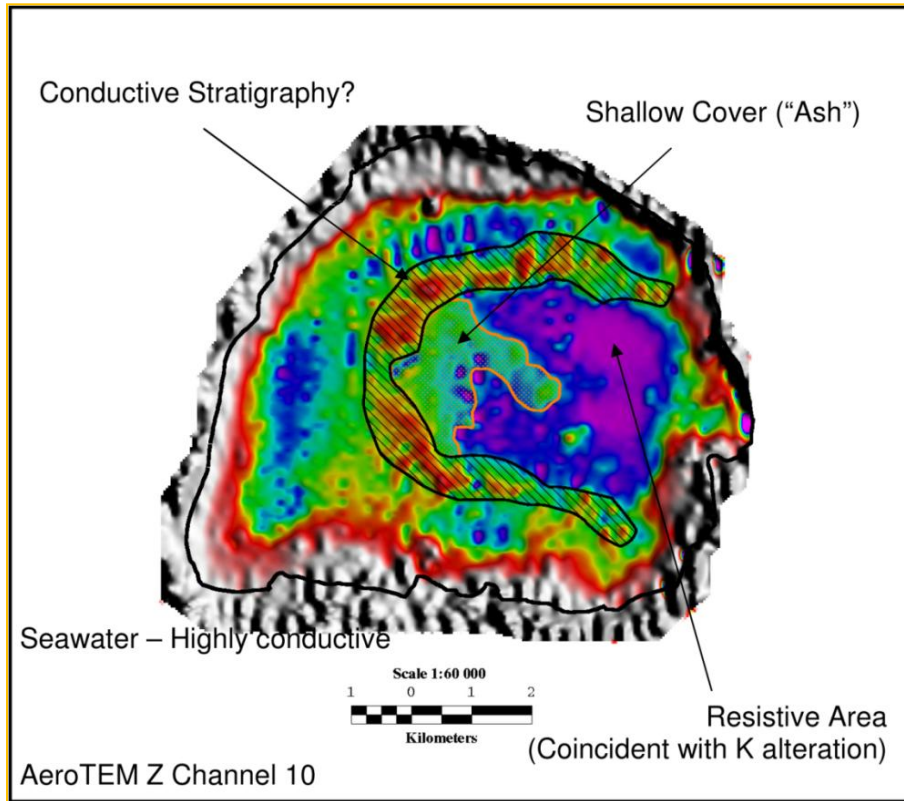 Conductive Stratigraphy?
Shallow Cover (“Ash”)
Seawater – Highly conductive
Scale 1:60 000
1 0 1 2
Kilometers
Resistive Area
(Coincident with K alteration)
AeroTEM Z Channel 10